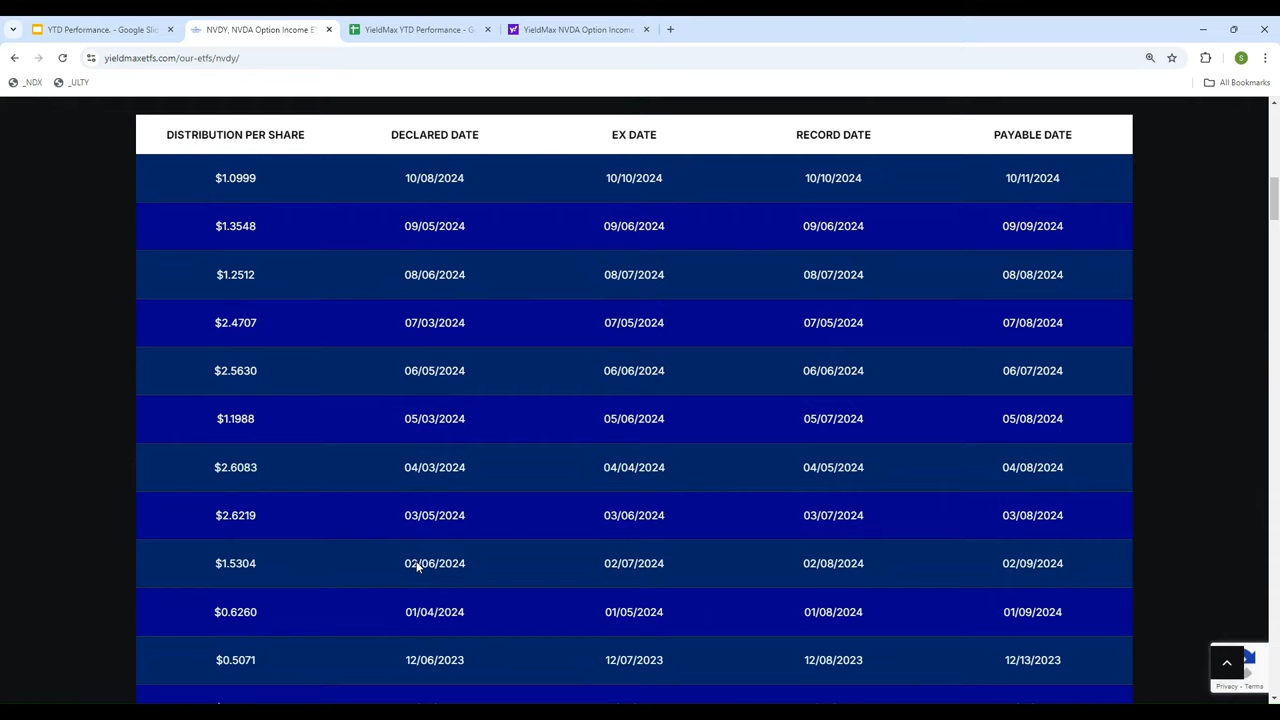 YTD Performance. - Google Slid
NVDY, NVDA Option Income E
YieldMax YTD Performance - G
YieldMax NVDA Option Income
yieldmaxetfs.com/our-etfs/nvdy/
S
_NDX
_ULTY
All Bookmarks
DISTRIBUTION PER SHARE DECLARED DATE EX DATE RECORD DATE PAYABLE DATE
$1.0999 10/08/2024 10/10/2024 10/10/2024 10/11/2024
$1.3548 09/05/2024 09/06/2024 09/06/2024 09/09/2024
$1.2512 08/06/2024 08/07/2024 08/07/2024 08/08/2024
$2.4707 07/03/2024 07/05/2024 07/05/2024 07/08/2024
$2.5630 06/05/2024 06/06/2024 06/06/2024 06/07/2024
$1.1988 05/03/2024 05/06/2024 05/07/2024 05/08/2024
$2.6083 04/03/2024 04/04/2024 04/05/2024 04/08/2024
$2.6219 03/05/2024 03/06/2024 03/07/2024 03/08/2024
$1.5304 02/06/2024 02/07/2024 02/08/2024 02/09/2024
$0.6260 01/04/2024 01/05/2024 01/08/2024 01/09/2024
$0.5071 12/06/2023 12/07/2023 12/08/2023 12/13/2023
Privacy - Terms